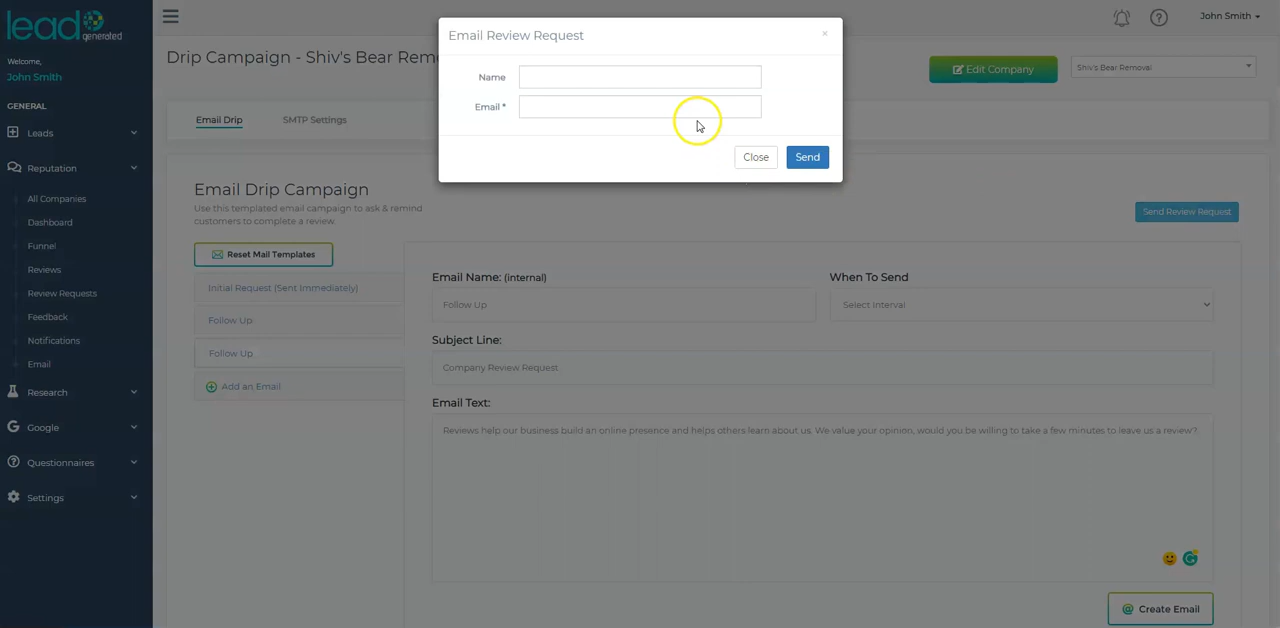 lead
generated
Welcome,
John Smith
GENERAL
Leads
Reputation
All Companies
Dashboard
Funnel
Reviews
Review Requests
Feedback
Notifications
Email
Research
Google
Questionnaires
Settings
John Smith
Drip Campaign - Shiv's Bear Remo
Edit Company
Shiv's Bear Removal
Email Drip
SMTP Settings
Email Review Request
×
Name
Email *
Close
Send
Email Drip Campaign
Use this templated email campaign to ask & remind
customers to complete a review.
Send Review Request
Reset Mail Templates
Initial Request (Sent Immediately)
Follow Up
Follow Up
Add an Email
Email Name: (internal)
Follow Up
When To Send
Select Interval
Subject Line:
Company Review Request
Email Text:
Reviews help our business build an online presence and helps others learn about us. We value your opinion, would you be willing to take a few minutes to leave us a review?
Create Email